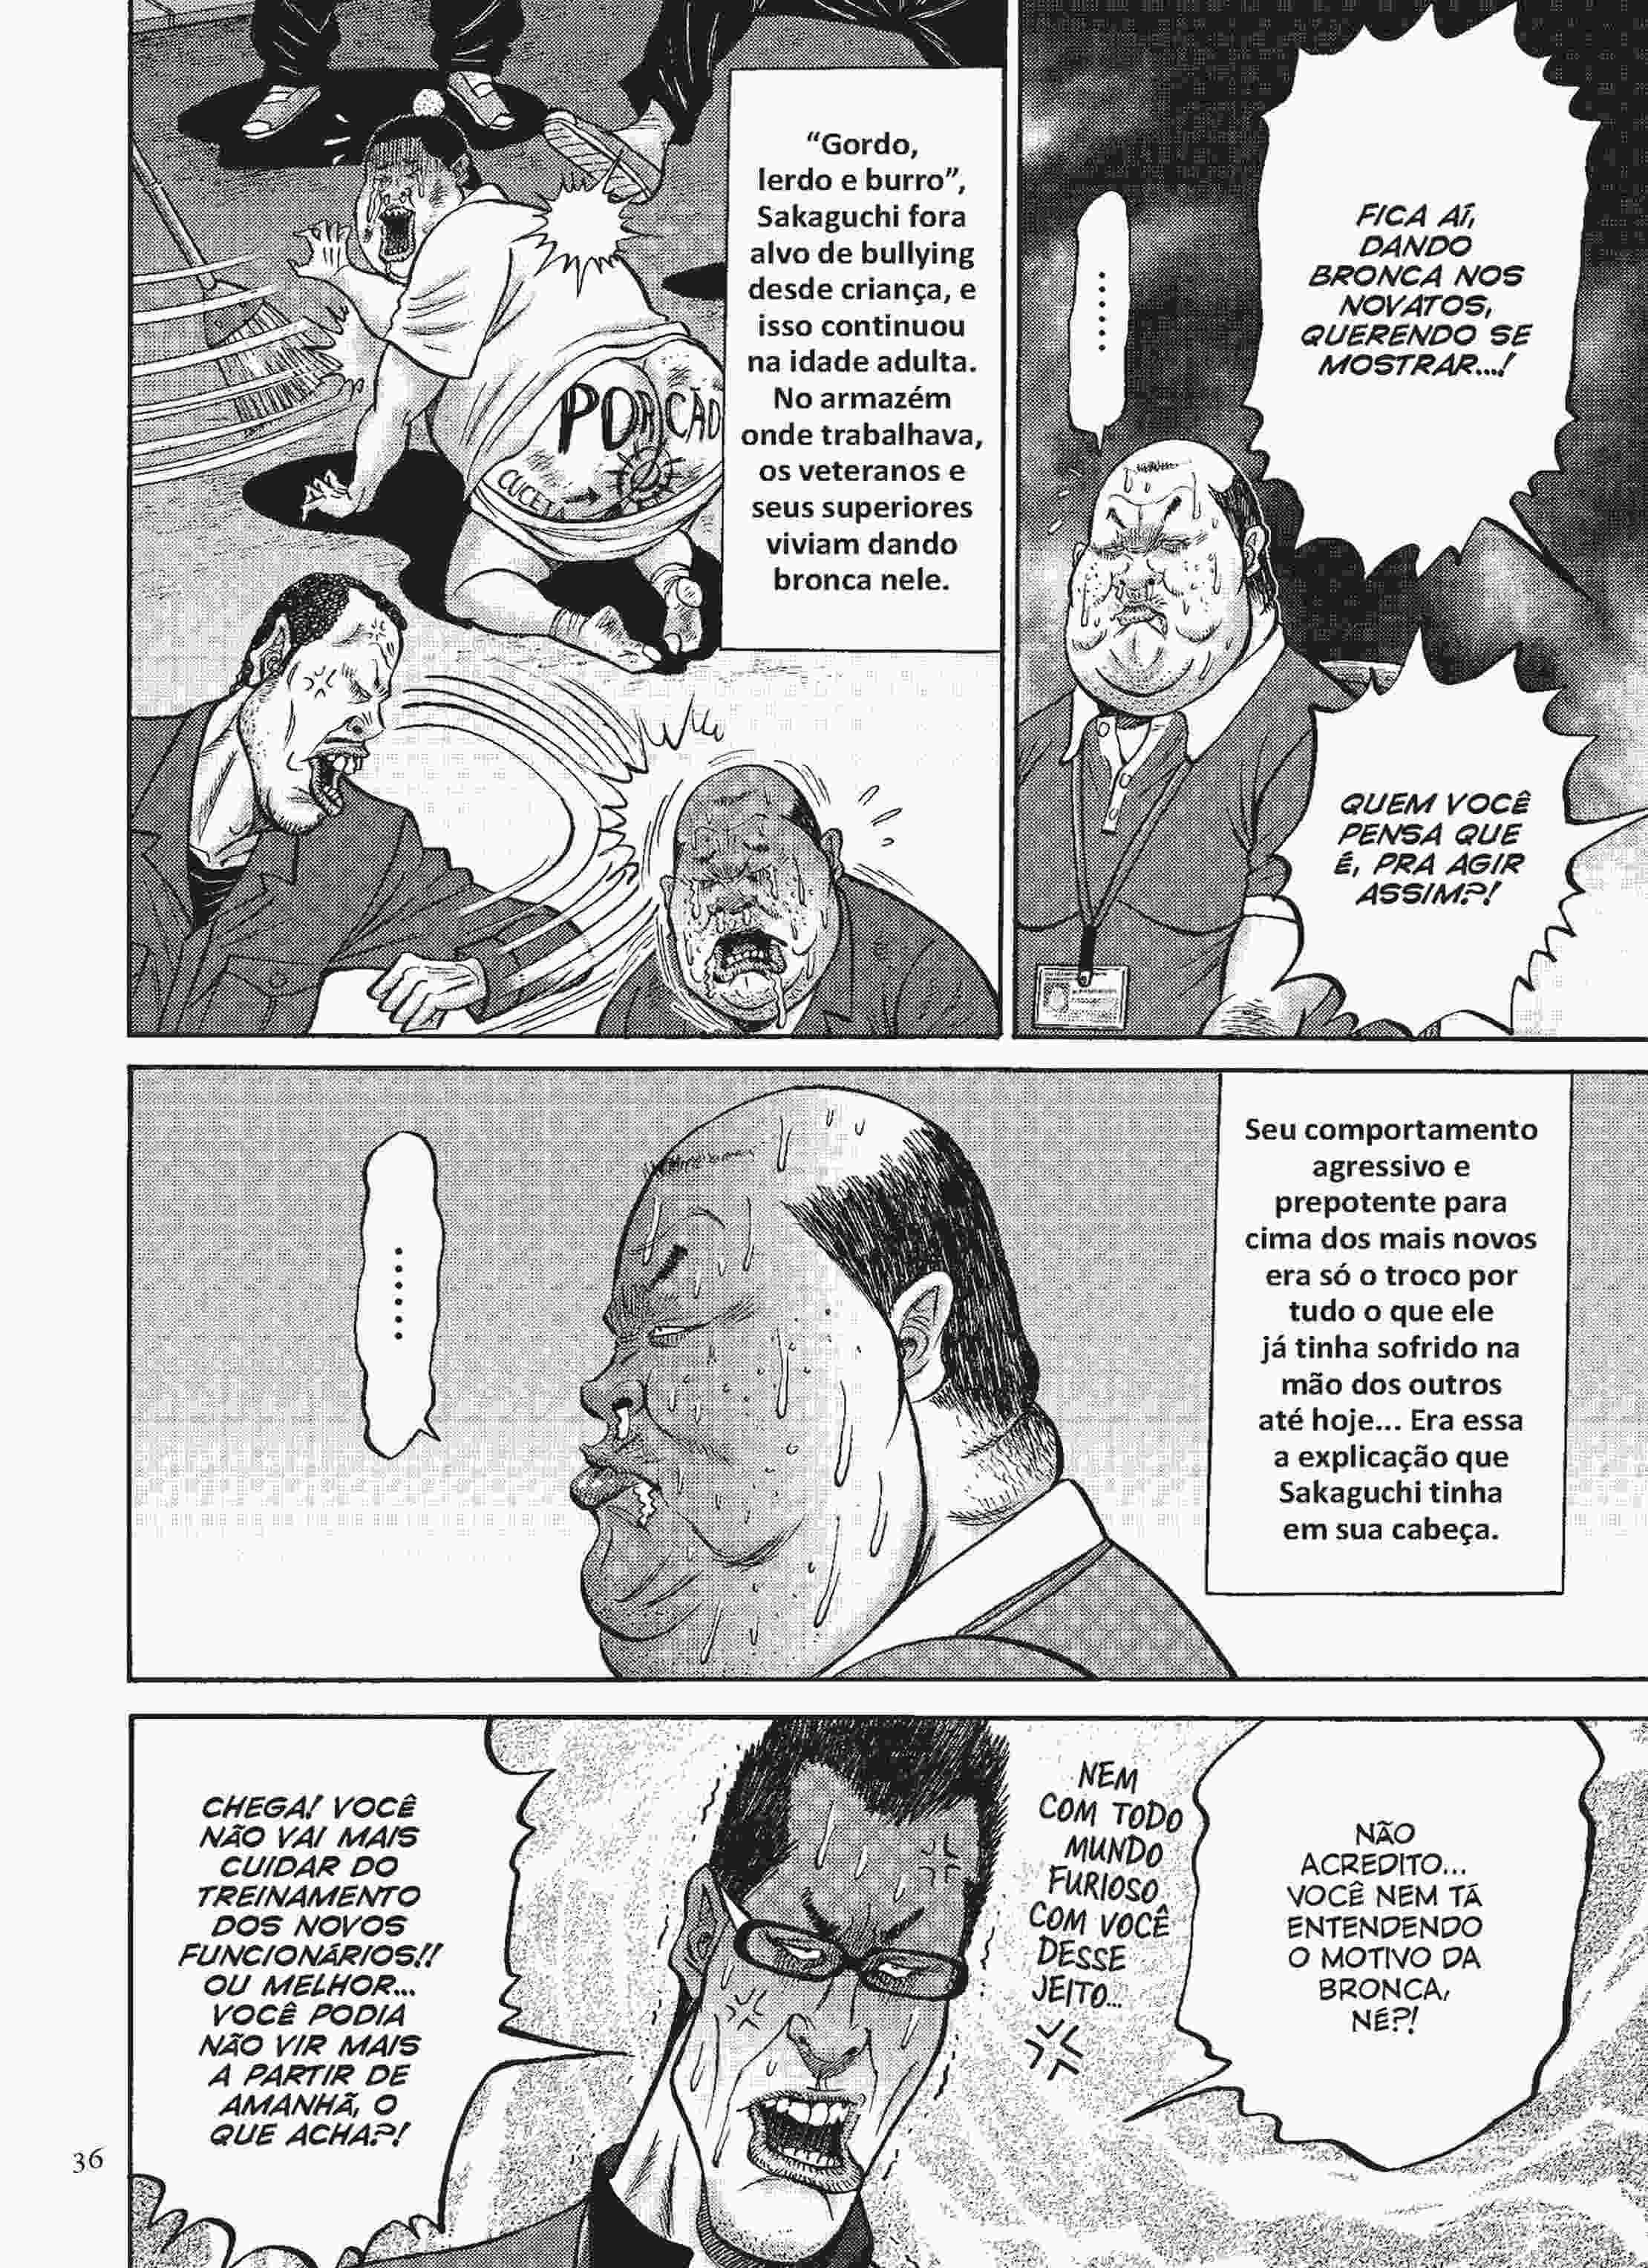 FICA AÍ,
DANDO
BRONCA NOS
NOVATOS,
QUERENDO SE
MOSTRAR...!
......
QUEM VOCÊ
PENSA QUE
É, PRA AGIR
ASSIM?!
“Gordo,
lerdo e burro”,
Sakaguchi fora
alvo de bullying
desde criança, e
isso continuou
na idade adulta.
No armazém
onde trabalhava,
os veteranos e
seus superiores
viviam dando
bronca nele.
PORCÃO
Seu comportamento
agressivo e
prepotente para
cima dos mais novos
era só o troco por
tudo o que ele
já tinha sofrido na
mão dos outros
até hoje... Era essa
a explicação que
Sakaguchi tinha
em sua cabeça.
......
NÃO
ACREDITO...
VOCÊ NEM TÁ
ENTENDENDO
O MOTIVO DA
BRONCA,
NÉ?!
NEM
COM TODO
MUNDO
FURIOSO
COM VOCÊ
DESSE
JEITO...
CHEGA! VOCÊ
NÃO VAI MAIS
CUIDAR DO
TREINAMENTO
DOS NOVOS
FUNCIONÁRIOS!!
OU MELHOR...
VOCÊ PODIA
NÃO VIR MAIS
A PARTIR DE
AMANHÃ, O
QUE ACHA?!
36